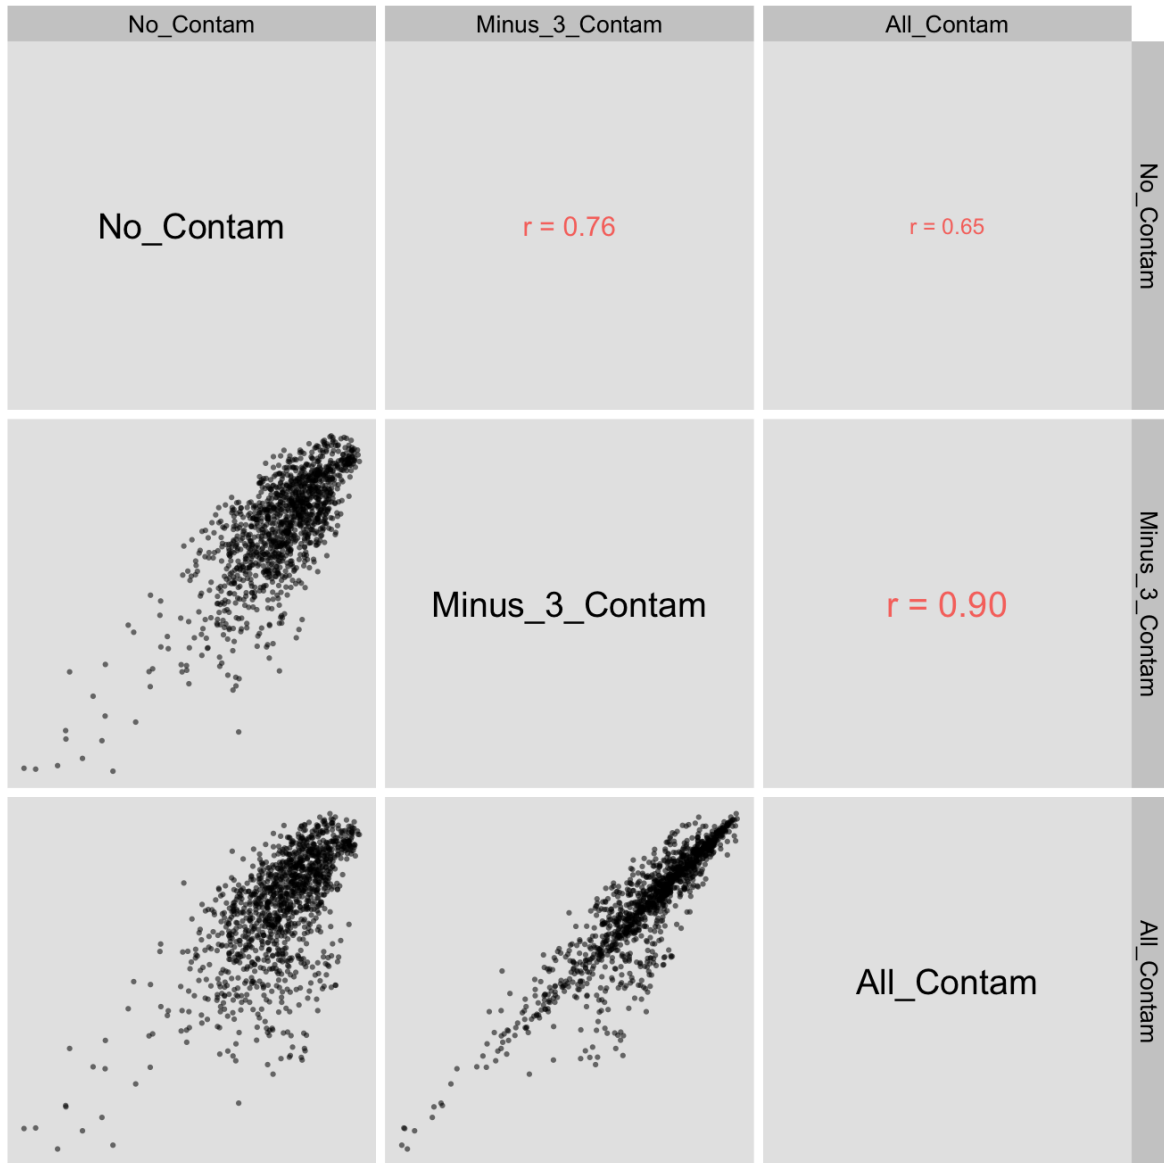 No_Contam
Minus_3_Contam
All_Contam
No_Contam
r = 0.76
r = 0.65
No_Contam
Minus_3_Contam
r = 0.90
Minus_3_Contam
All_Contam
All_Contam